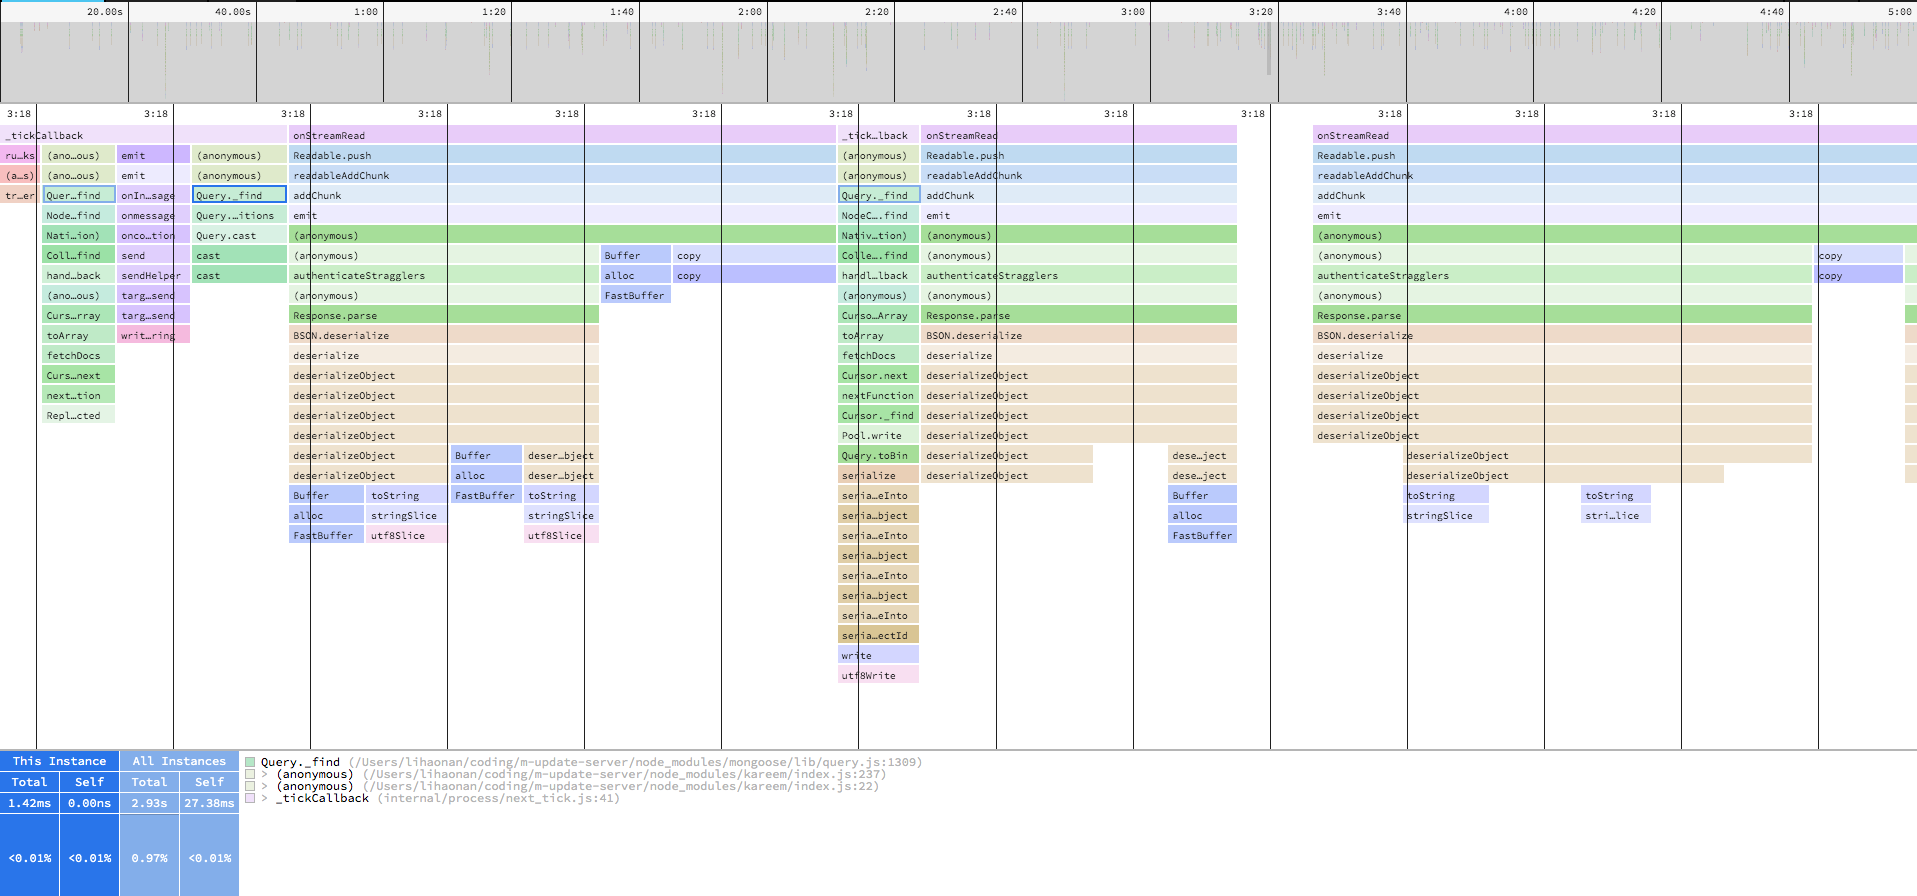 20.00s 40.00s 1:00 1:20 1:40 2:00 2:20 2:40 3:00 3:20 3:40 4:00 4:20 4:40 5:00
3:18 3:18 3:18 3:18 3:18 3:18 3:18 3:18 3:18 3:18 3:18 3:18 3:18 3:18
_tickCallback onStreamRead _tick…lback onStreamRead onStreamRead
ru…ks (ano…ous) emit (anonymous) Readable.push (anonymous) Readable.push Readable.push
(a…s) (ano…ous) emit (anonymous) readableAddChunk (anonymous) readableAddChunk readableAddChunk
tr…er Quer…find onIn…sage Query._find addChunk Query._find addChunk addChunk
Node…find onmessage Query.…itions emit NodeC….find emit emit
Nati…ion) onco…tion Query.cast (anonymous) Nativ…tion) (anonymous) (anonymous)
Coll…find send cast (anonymous) Buffer copy Colle….find (anonymous) (anonymous) copy
hand…back sendHelper cast authenticateStragglers alloc copy handl…lback authenticateStragglers authenticateStragglers copy
(ano…ous) targ…send (anonymous) FastBuffer (anonymous) (anonymous) (anonymous)
Curs…rray targ…send Response.parse Curso…Array Response.parse Response.parse
toArray writ…ring BSON.deserialize toArray BSON.deserialize BSON.deserialize
fetchDocs deserialize fetchDocs deserialize deserialize
Curs…next deserializeObject Cursor.next deserializeObject deserializeObject
next…tion deserializeObject nextFunction deserializeObject deserializeObject
Repl…cted deserializeObject Cursor._find deserializeObject deserializeObject
deserializeObject Pool.write deserializeObject deserializeObject
deserializeObject Buffer deser…bject Query.toBin deserializeObject dese…ject deserializeObject
deserializeObject alloc deser…bject serialize deserializeObject dese…ject deserializeObject
Buffer toString FastBuffer toString seria…eInto Buffer toString toString
alloc stringSlice stringSlice seria…bject alloc stringSlice stri…lice
FastBuffer utf8Slice utf8Slice seria…eInto FastBuffer
seria…bject
seria…eInto
seria…bject
seria…eInto
seria…ectId
write
utf8Write
This Instance All Instances
Total Self Total Self
1.42ms 0.00ns 2.93s 27.38ms
<0.01% <0.01% 0.97% <0.01%
Query._find (/Users/lihaonan/coding/m-update-server/node_modules/mongoose/lib/query.js:1309)
> (anonymous) (/Users/lihaonan/coding/m-update-server/node_modules/kareem/index.js:237)
> (anonymous) (/Users/lihaonan/coding/m-update-server/node_modules/kareem/index.js:22)
> _tickCallback (internal/process/next_tick.js:41)